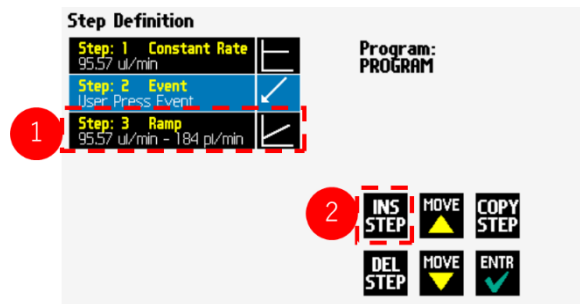 Step Definition
Step: 1 Constant Rate
95.57 ul/min
Step: 2 Event
User Press Event
Step: 3 Ramp
95.57 ul/min - 184 pl/min
Program:
PROGRAM
1
2
INS STEP
MOVE
COPY STEP
DEL STEP
MOVE
ENTR